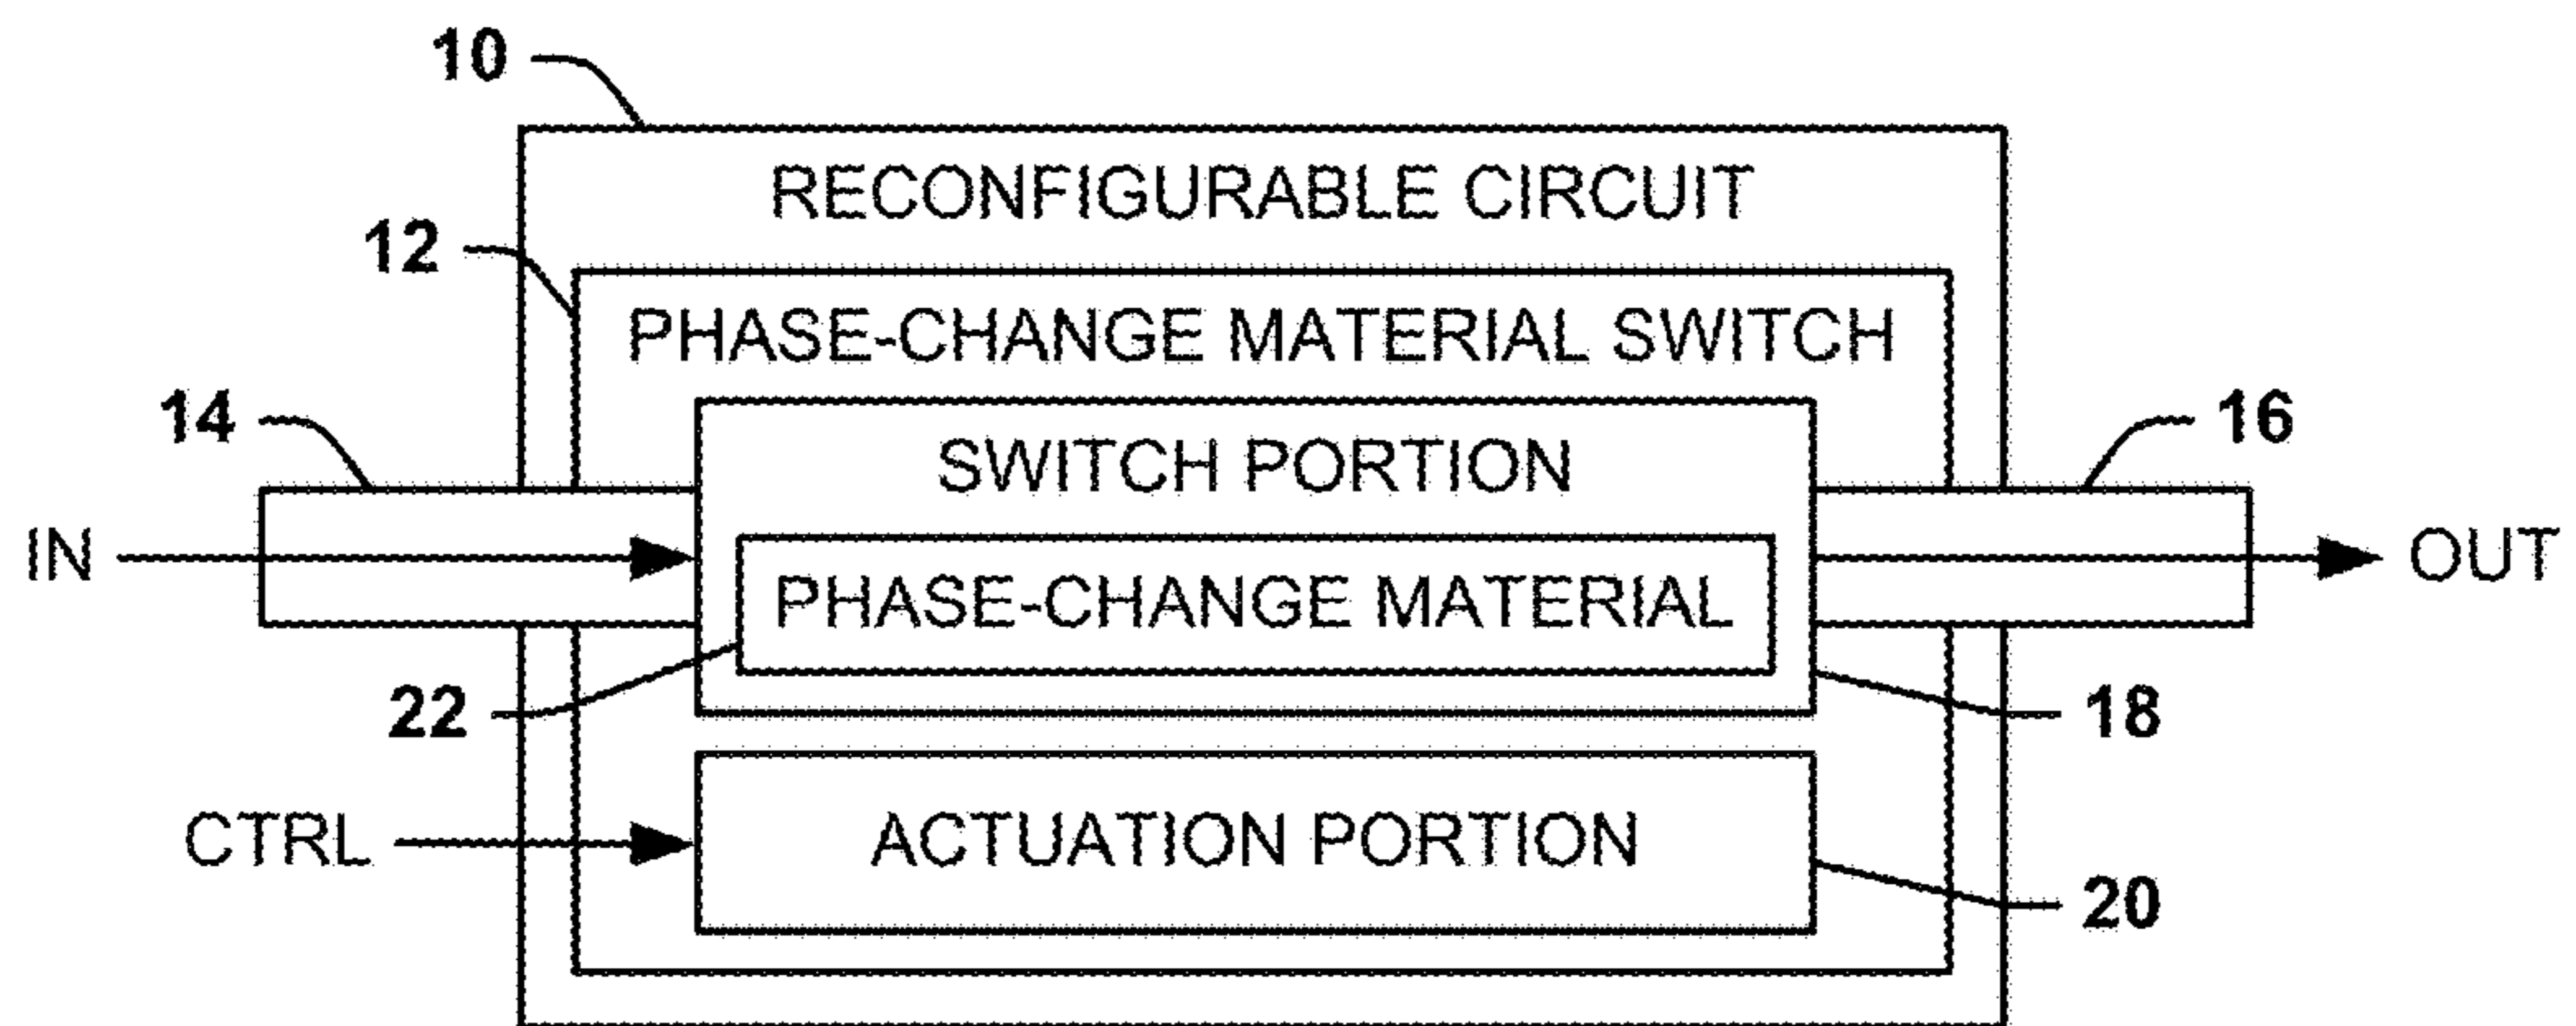 10
RECONFIGURABLE CIRCUIT
12
PHASE-CHANGE MATERIAL SWITCH
14
SWITCH PORTION
16
IN
PHASE-CHANGE MATERIAL
OUT
22
18
CTRL
ACTUATION PORTION
20